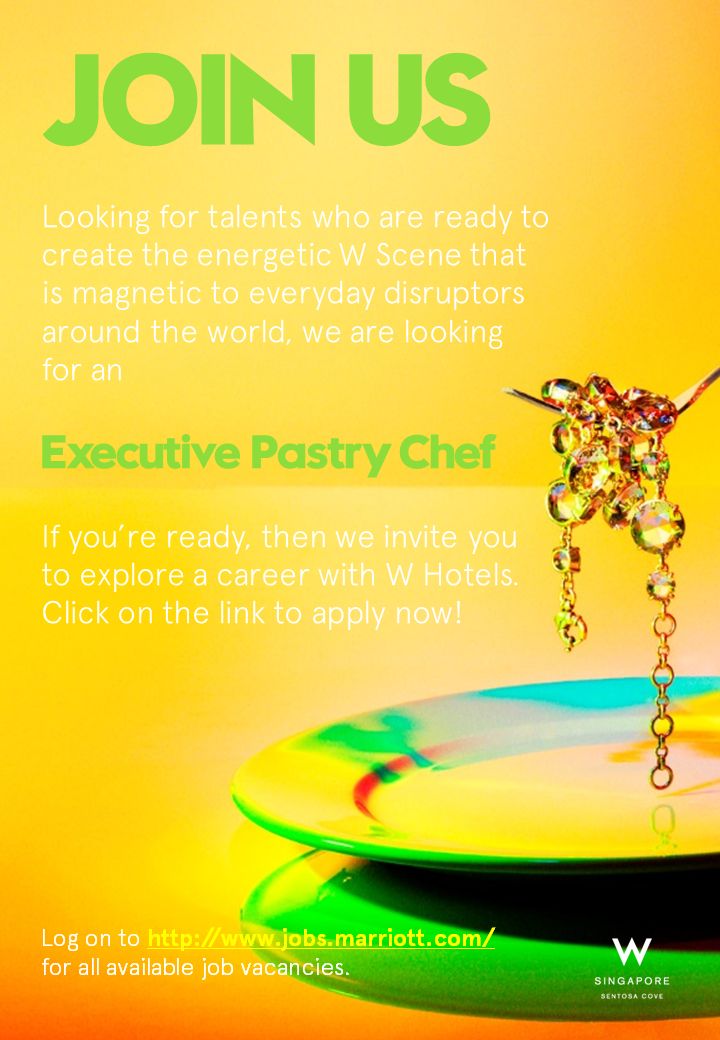 JOIN US
Looking for talents who are ready to
create the energetic W Scene that
is magnetic to everyday disruptors
around the world, we are looking
for an
Executive Pastry Chef
If you’re ready, then we invite you
to explore a career with W Hotels.
Click on the link to apply now!
Log on to http://www.jobs.marriott.com/
for all available job vacancies.
W
SINGAPORE
SENTOSA COVE